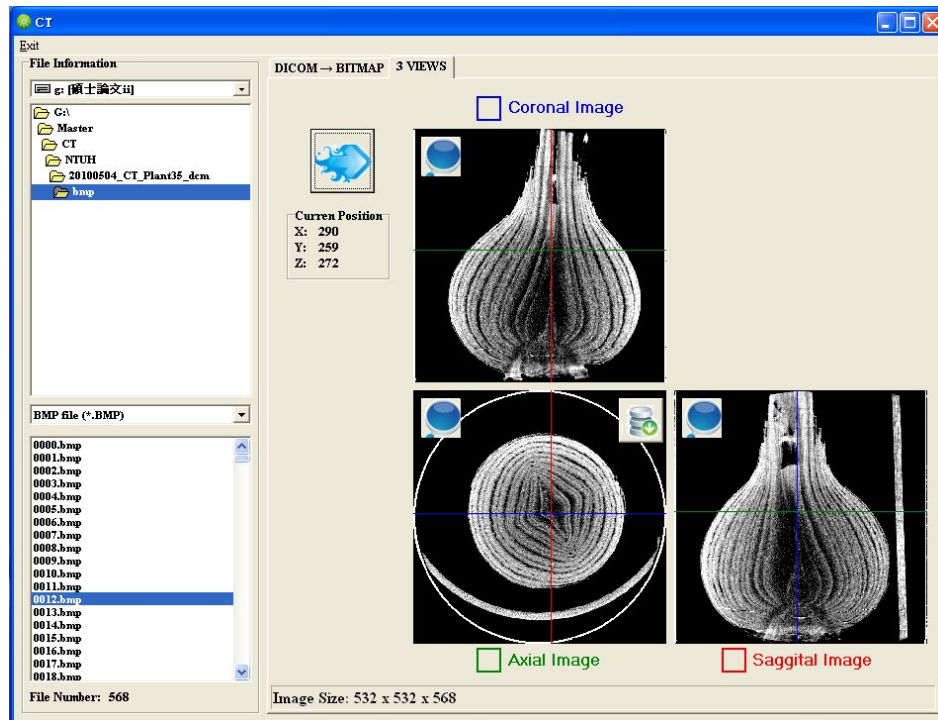 CT
Exit
File Information
g: [碩士論文ii]
G:\
Master
CT
NTUH
20100504_CT_Plant35_dcm
bmp
BMP file (*.BMP)
0000.bmp
0001.bmp
0002.bmp
0003.bmp
0004.bmp
0005.bmp
0006.bmp
0007.bmp
0008.bmp
0009.bmp
0010.bmp
0011.bmp
0012.bmp
0013.bmp
0014.bmp
0015.bmp
0016.bmp
0017.bmp
0018.bmp
File Number: 568
DICOM → BITMAP
3 VIEWS
Curren Position
X: 290
Y: 259
Z: 272
Coronal Image
Axial Image
Saggital Image
Image Size: 532 x 532 x 568